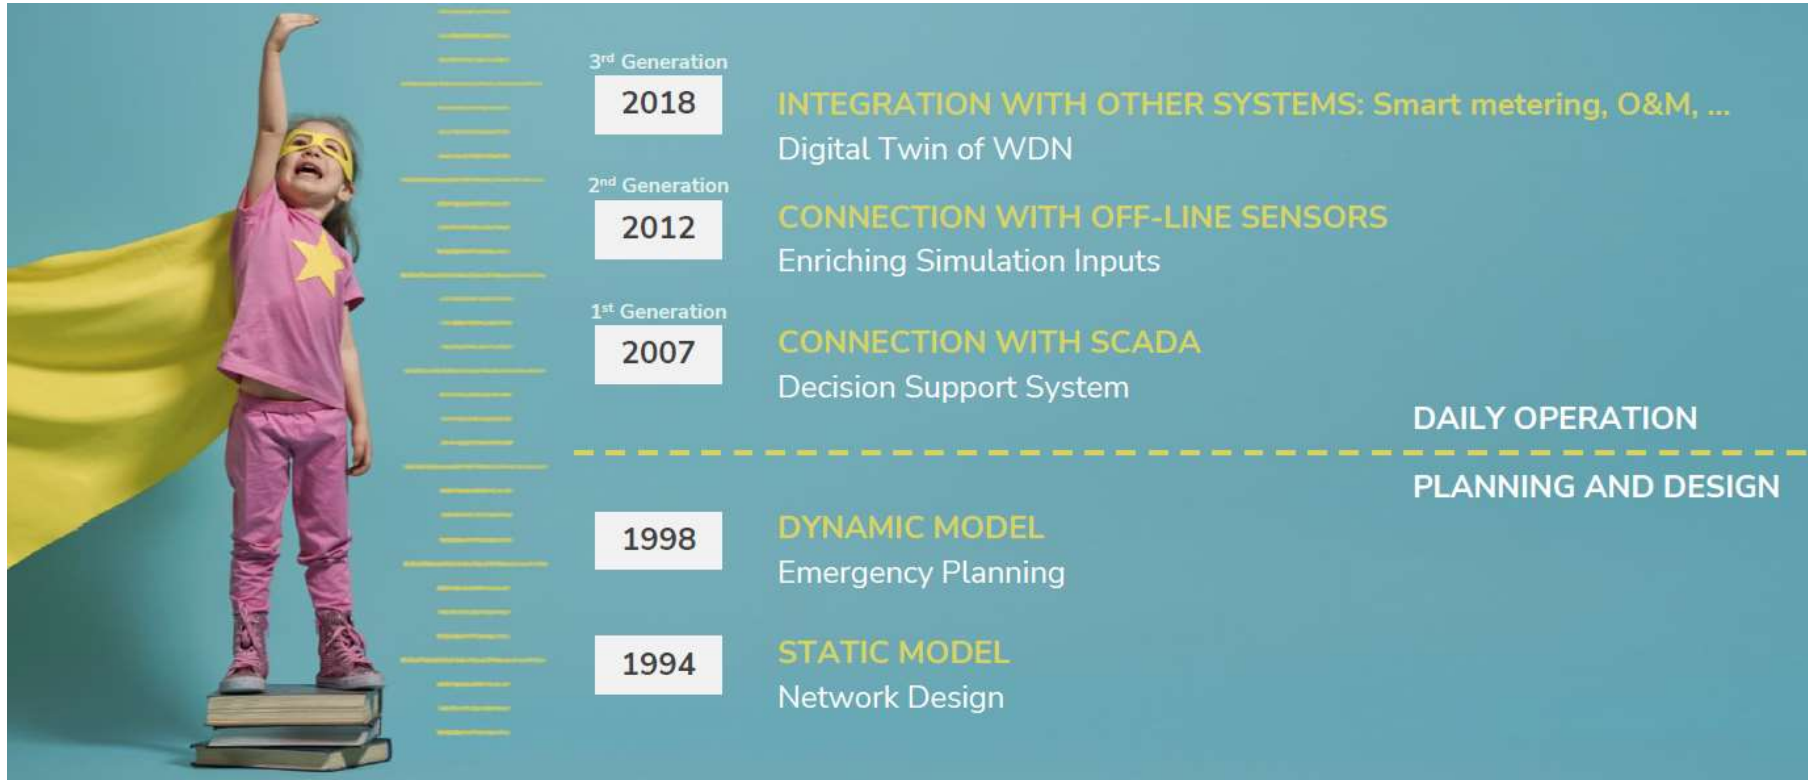 3rd Generation
2018
INTEGRATION WITH OTHER SYSTEMS: Smart metering, O&M, ...
Digital Twin of WDN
2nd Generation
2012
CONNECTION WITH OFF-LINE SENSORS
Enriching Simulation Inputs
1st Generation
2007
CONNECTION WITH SCADA
Decision Support System
DAILY OPERATION
PLANNING AND DESIGN
1998
DYNAMIC MODEL
Emergency Planning
1994
STATIC MODEL
Network Design